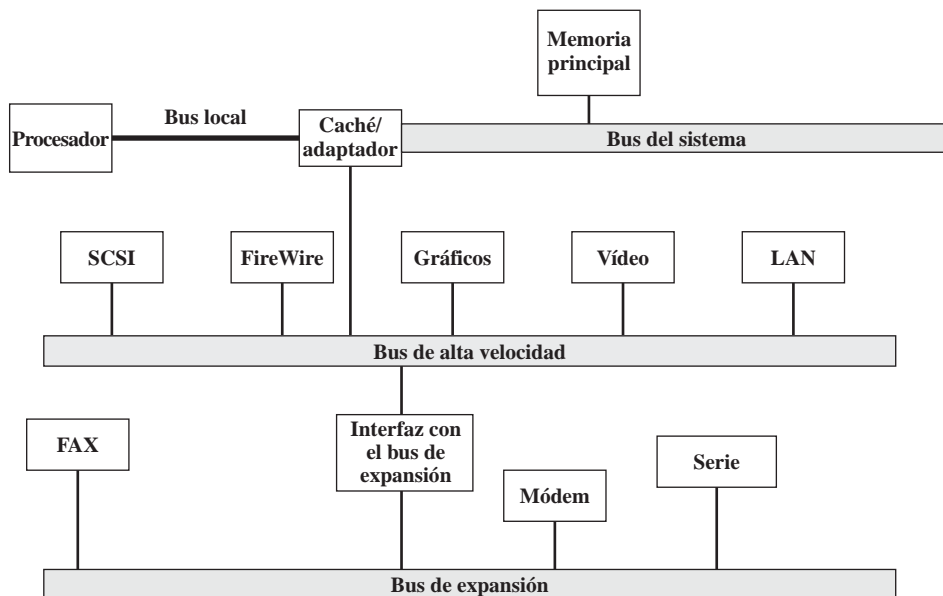 Memoria
principal
Procesador
Bus local
Caché/
adaptador
Bus del sistema
SCSI
FireWire
Gráficos
Vídeo
LAN
Bus de alta velocidad
FAX
Interfaz con
el bus de
expansión
Módem
Serie
Bus de expansión